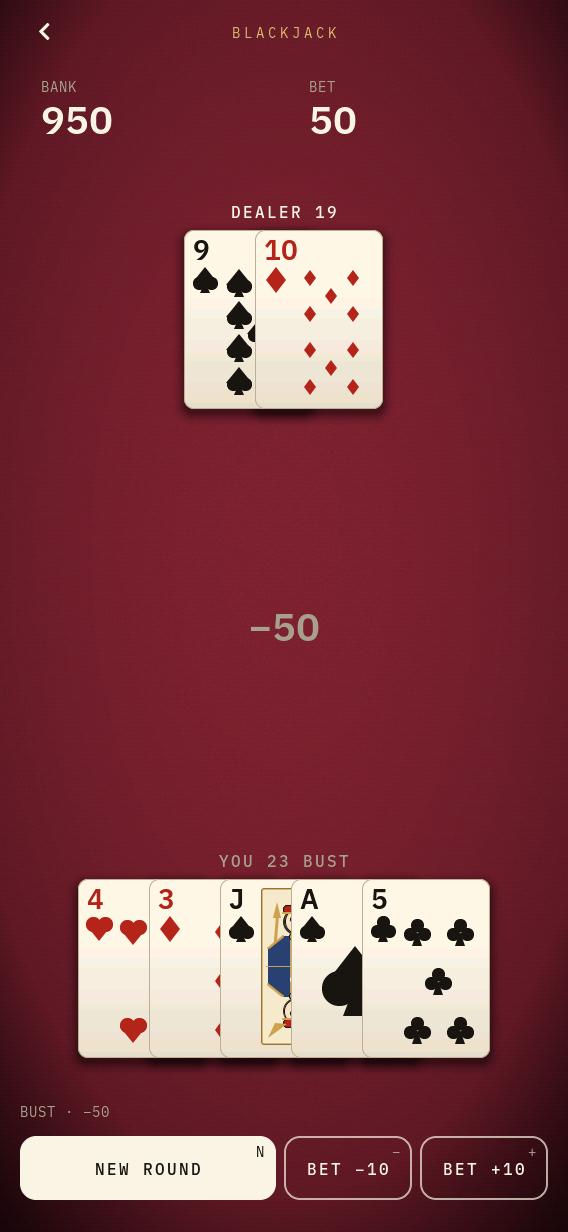 BLACKJACK
BANK
BET
950
50
DEALER 19
9
10
−50
YOU 23 BUST
4
3
J
A
5
BUST · −50
NEW ROUND
N
BET −10
−
BET +10
+